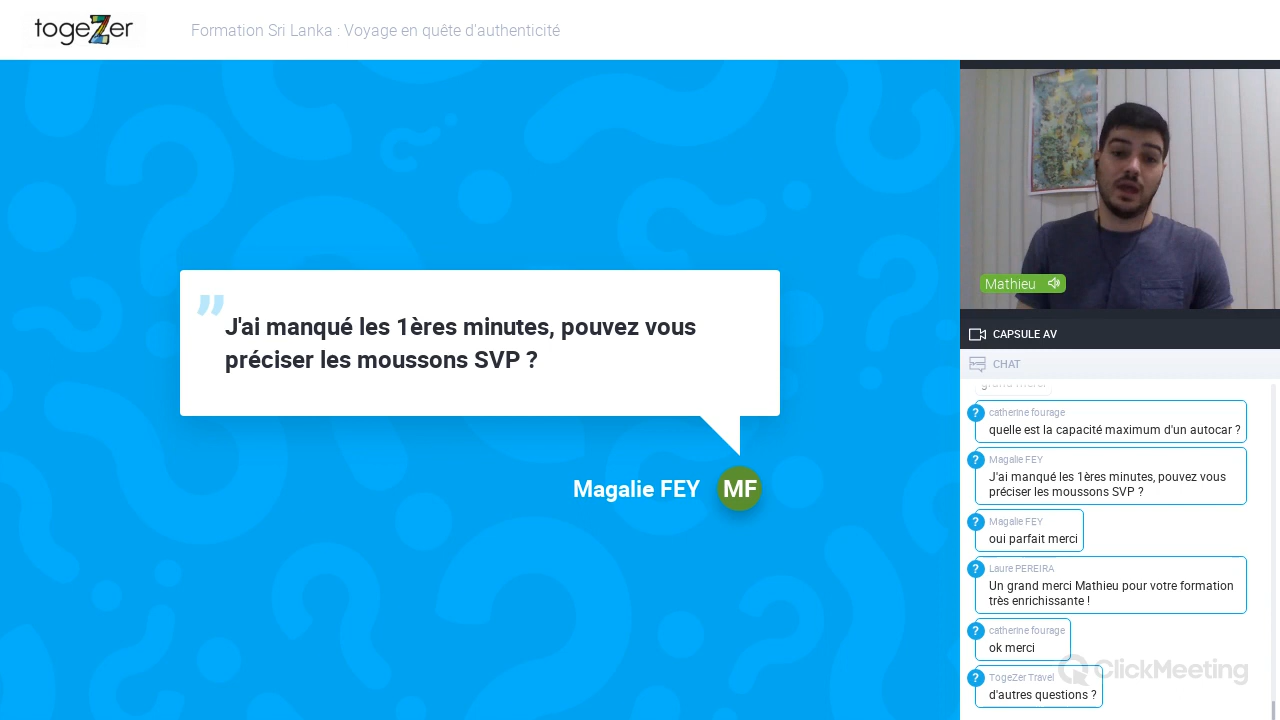 togeZer
Formation Sri Lanka : Voyage en quête d'authenticité
J'ai manqué les 1ères minutes, pouvez vous
préciser les moussons SVP ?
Magalie FEY
MF
Mathieu
CAPSULE AV
CHAT
grand merci
catherine fourage
quelle est la capacité maximum d'un autocar ?
Magalie FEY
J'ai manqué les 1ères minutes, pouvez vous
préciser les moussons SVP ?
Magalie FEY
oui parfait merci
Laure PEREIRA
Un grand merci Mathieu pour votre formation
très enrichissante !
catherine fourage
ok merci
TogeZer Travel
d'autres questions ?
ClickMeeting